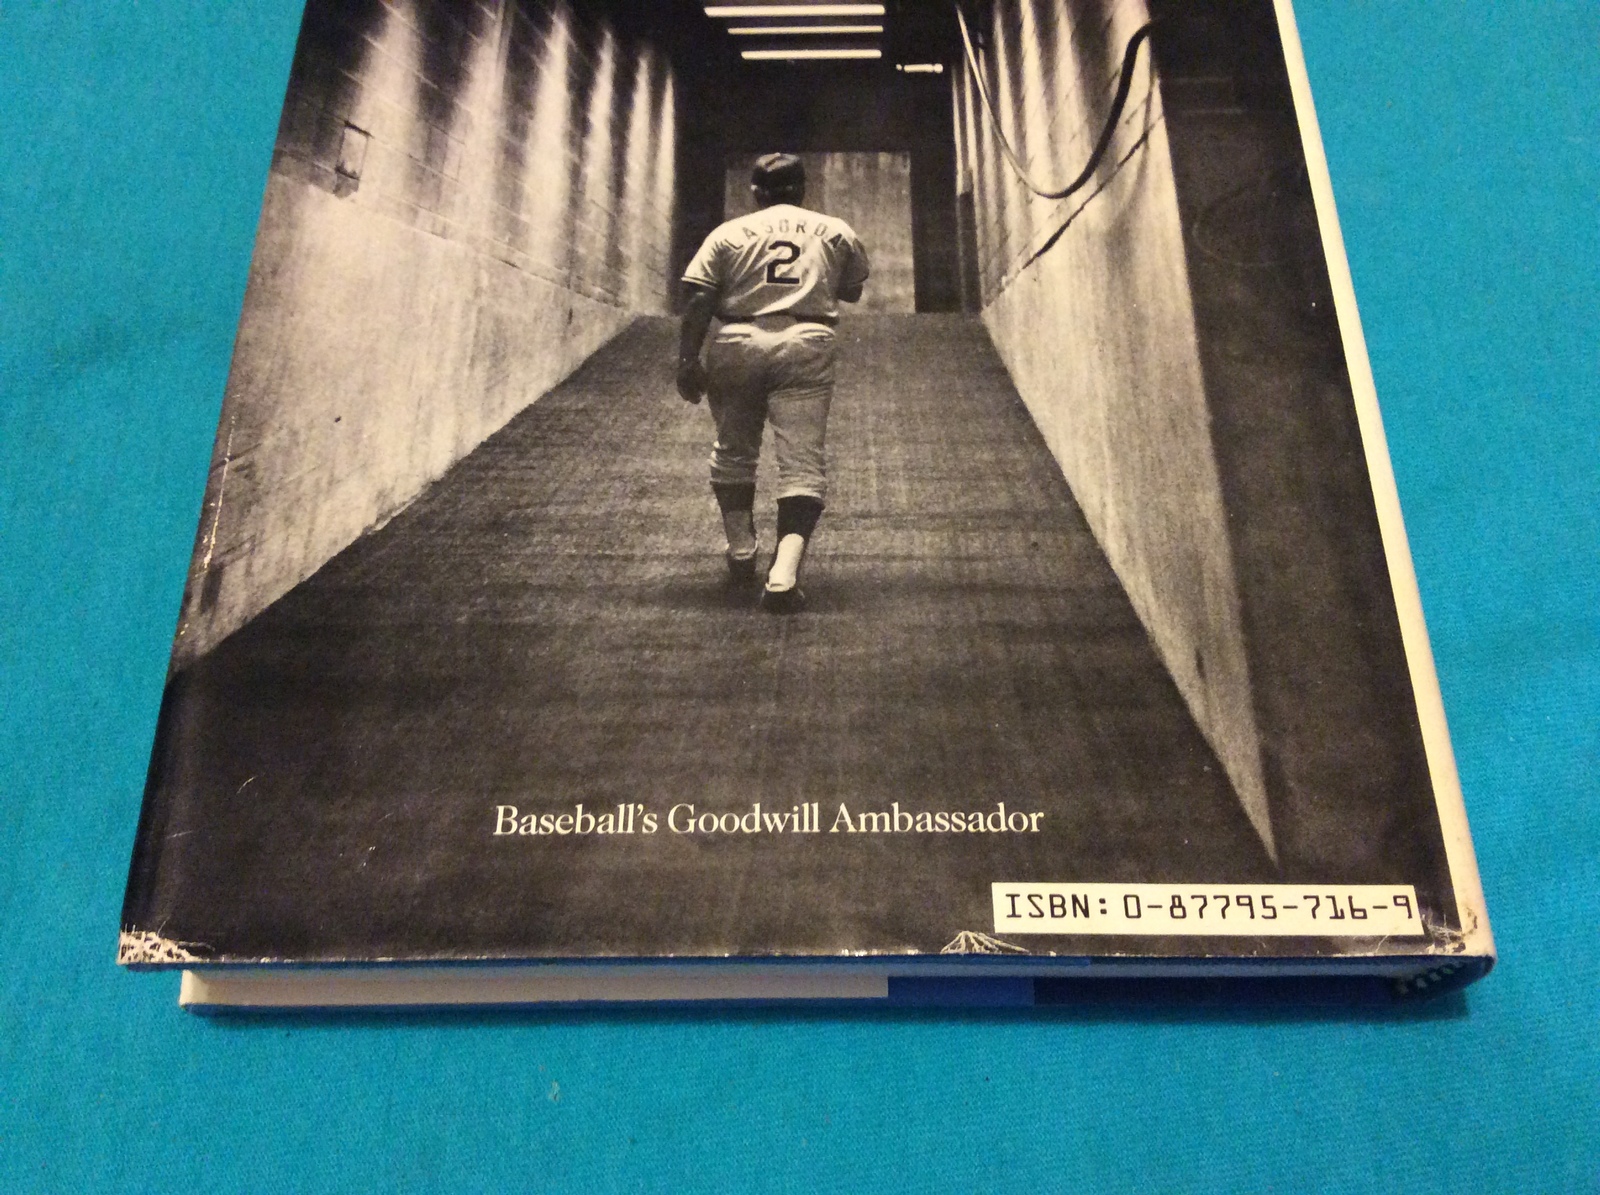 LASORDA
2
Baseball's Goodwill Ambassador
ISBN: 0-87795-716-9